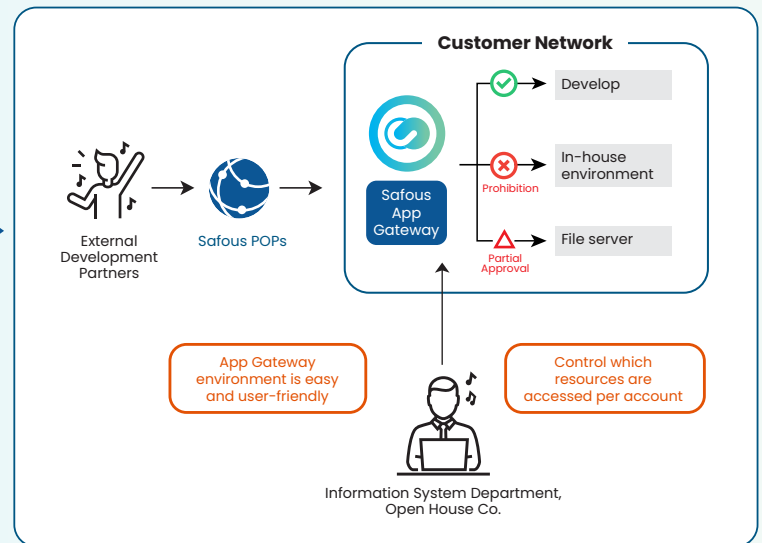 Customer Network
Develop
In-house
environment
Prohibition
File server
Partial
Approval
Safous
App
Gateway
Safous POPs
External
Development
Partners
App Gateway
environment is easy
and user-friendly
Control which
resources are
accessed per account
Information System Department,
Open House Co.